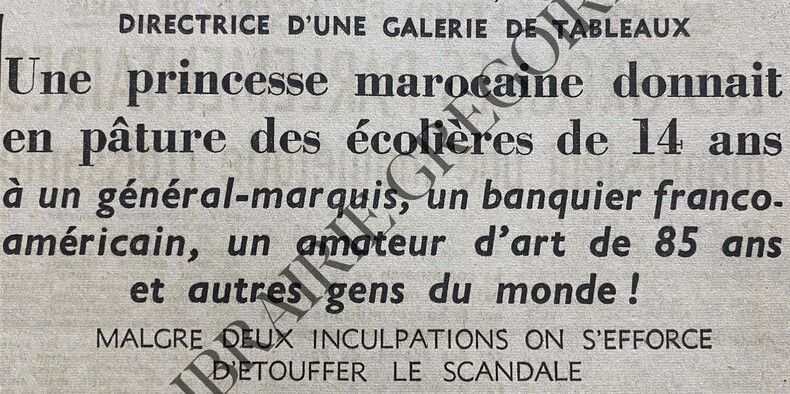 DIRECTRICE D'UNE GALERIE DE TABLEAUX
Une princesse marocaine donnait
en pâture des écolières de 14 ans
à un général-marquis, un banquier franco-
américain, un amateur d'art de 85 ans
et autres gens du monde !
MALGRE DEUX INCULPATIONS ON S'EFFORCE
D'ETOUFFER LE SCANDALE
LIBRAIRIE GREGOIRE